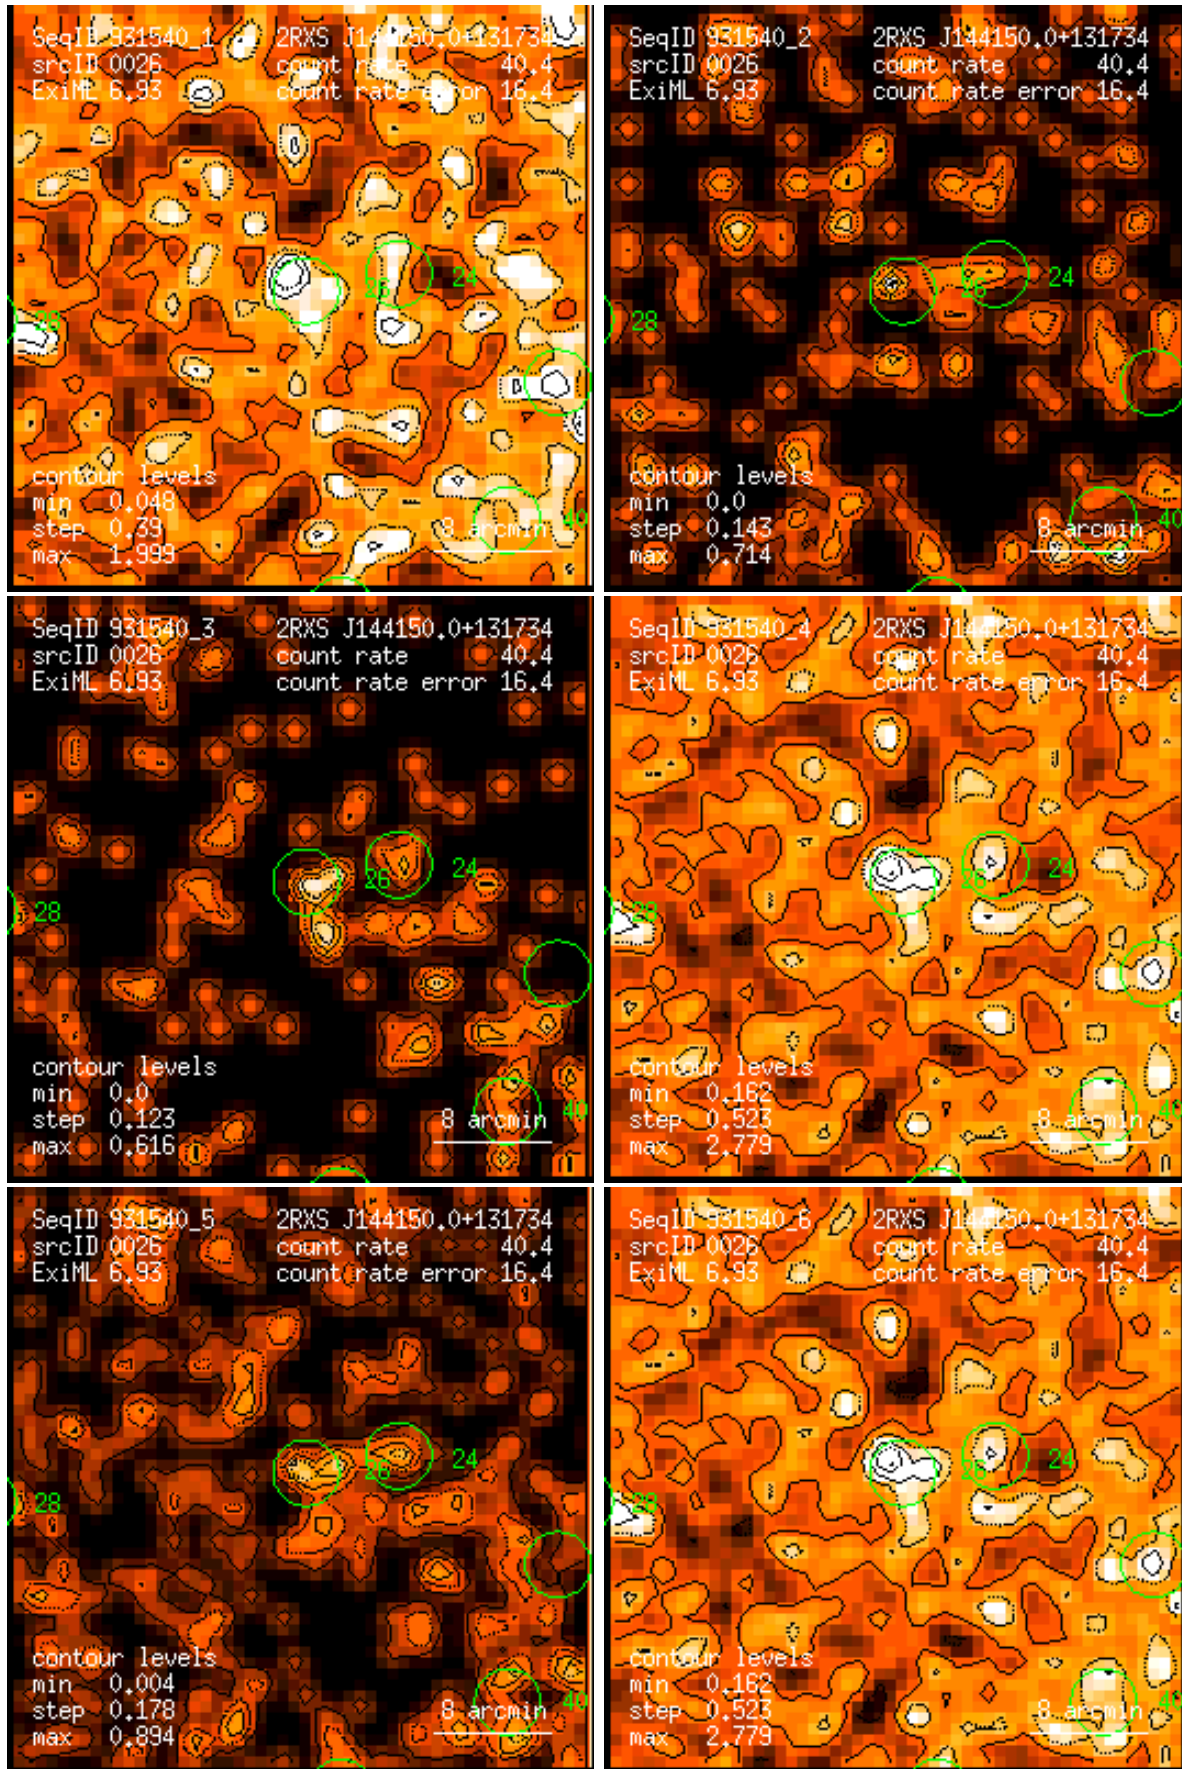 SeqID 931540_1 2RXS J144150.0+131734
srcID 0026 count rate 40.4
ExiML 6.93 count rate error 16.4
26
24
28
contour levels
min 0.048
step 0.39
max 1.999
8 arcmin
40
SeqID 931540_2 2RXS J144150.0+131734
srcID 0026 count rate 40.4
ExiML 6.93 count rate error 16.4
26
24
28
contour levels
min 0.0
step 0.143
max 0.714
8 arcmin
40
SeqID 931540_3 2RXS J144150.0+131734
srcID 0026 count rate 40.4
ExiML 6.93 count rate error 16.4
26
24
28
contour levels
min 0.0
step 0.123
max 0.616
8 arcmin
40
SeqID 931540_4 2RXS J144150.0+131734
srcID 0026 count rate 40.4
ExiML 6.93 count rate error 16.4
26
24
28
contour levels
min 0.162
step 0.523
max 2.779
8 arcmin
SeqID 931540_5 2RXS J144150.0+131734
srcID 0026 count rate 40.4
ExiML 6.93 count rate error 16.4
26
24
28
contour levels
min 0.004
step 0.178
max 0.894
8 arcmin
40
SeqID 931540_6 2RXS J144150.0+131734
srcID 0026 count rate 40.4
ExiML 6.93 count rate error 16.4
26
24
28
contour levels
min 0.162
step 0.523
max 2.779
8 arcmin